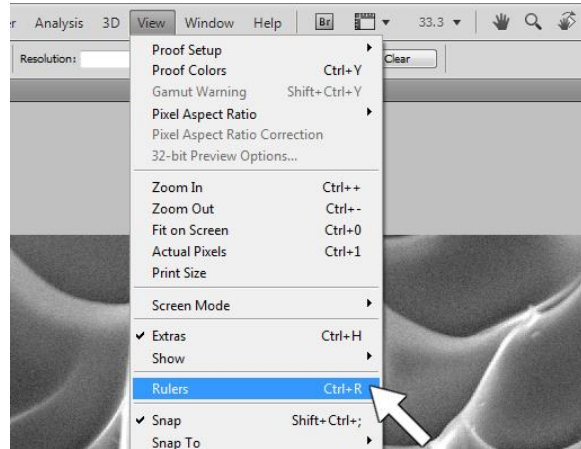 r Analysis 3D View Window Help Br 33.3
Resolution: Clear
Proof Setup
Proof Colors Ctrl+Y
Gamut Warning Shift+Ctrl+Y
Pixel Aspect Ratio
Pixel Aspect Ratio Correction
32-bit Preview Options...
Zoom In Ctrl++
Zoom Out Ctrl+-
Fit on Screen Ctrl+0
Actual Pixels Ctrl+1
Print Size
Screen Mode
Extras Ctrl+H
Show
Rulers Ctrl+R
Snap Shift+Ctrl+;
Snap To